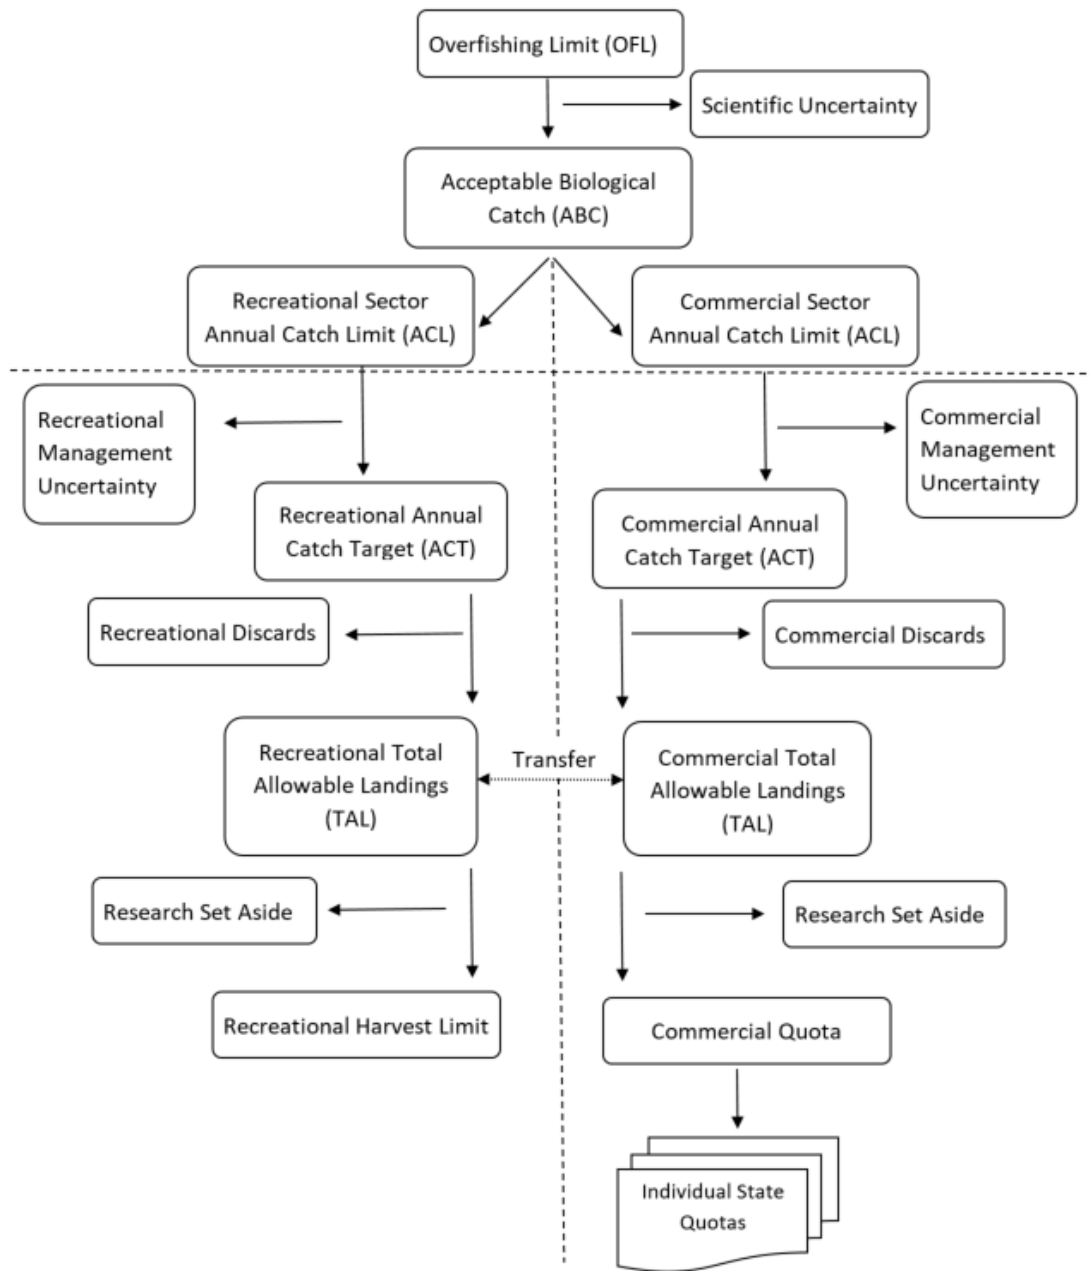 Overfishing Limit (OFL)
Scientific Uncertainty
Acceptable Biological
Catch (ABC)
Recreational Sector
Annual Catch Limit (ACL)
Commercial Sector
Annual Catch Limit (ACL)
Recreational
Management
Uncertainty
Commercial
Management
Uncertainty
Recreational Annual
Catch Target (ACT)
Commercial Annual
Catch Target (ACT)
Recreational Discards
Commercial Discards
Recreational Total
Allowable Landings
(TAL)
Transfer
Commercial Total
Allowable Landings
(TAL)
Research Set Aside
Research Set Aside
Recreational Harvest Limit
Commercial Quota
Individual State
Quotas